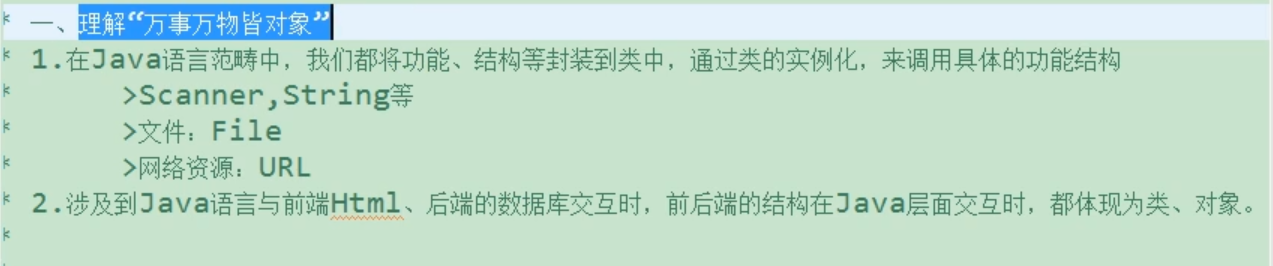 * 一、理解“万事万物皆对象”
* 1.在Java语言范畴中，我们都将功能、结构等封装到类中，通过类的实例化，来调用具体的功能结构
* >Scanner,String等
* >文件：File
* >网络资源：URL
* 2.涉及到Java语言与前端Html、后端的数据库交互时，前后端的结构在Java层面交互时，都体现为类、对象。
*